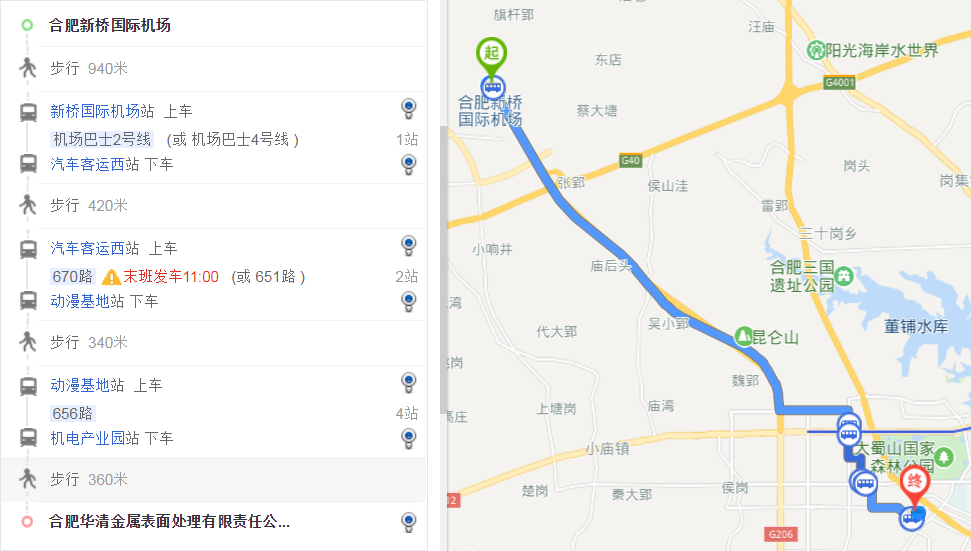 合肥新桥国际机场
步行 940米
新桥国际机场站 上车
机场巴士2号线 (或 机场巴士4号线 ) 1站
汽车客运西站 下车
步行 420米
汽车客运西站 上车
670路 末班发车11:00 (或 651路 ) 2站
动漫基地站 下车
步行 340米
动漫基地站 上车
656路 4站
机电产业园站 下车
步行 360米
合肥华清金属表面处理有限责任公...
旗杆郢
汪庙
起
阳光海岸水世界
东店
G4001
合肥新桥
国际机场
蔡大塘
G40
岗头
张郢
侯山洼
岗集
雷郢
三十岗乡
小响井
庙后头
合肥三国
遗址公园
湾
吴小郢
董铺水库
代大郢
昆仑山
岗
魏郢
上塘岗
庙湾
高庄
小庙镇
大蜀山国家
森林公园
终
楚岗
秦大郢
侯岗
12
G206